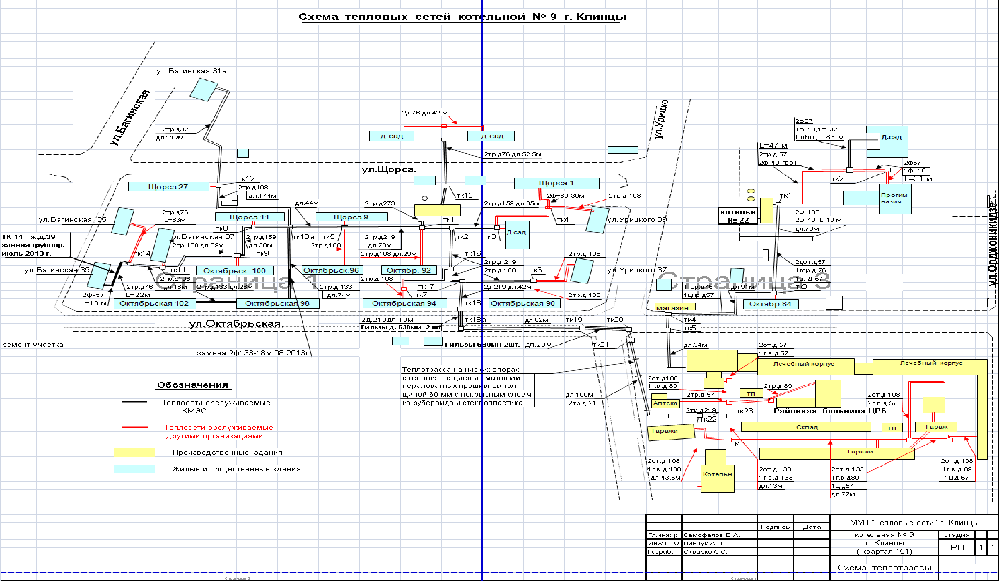 Схема тепловых сетей котельной № 9 г. Клинцы
ул.Багинская 31а
ул.Багинская
2тр.д32
дл.112м
2д.76 дл.42 м
д.сад
д.сад
2тр.д76 дл.52.5м
ул.Урицко
ул.Щорса.
Щорса 27
тк12
2тр.д108
дл.174м
тк15
Щорса 1
2ф=89-30м
2тр.д 108
тк4
ул.Урицкого 39
дл.44м
2тр.д273
2тр.д159 дл.35м
Щорса 11
Щорса 9
тк1
ул.Багинская 35
2тр.д76
L=63м
тк8
ТК-14 --ж.д.39
замена трубопр.
июль 2013 г.
л.Багинская 37
2тр.108 дл.59м
2тр.д159
дл.38м
тк9
тк10а
тк5
2тр.д108
2тр.д219
дл.70м
2тр.д108 дл.29м
тк2
тк3
Д.сад
тк14
тк16
2тр.д 219
2тр.д 108
2тр.д 108
тк6
ул.Урицкого 37
ул.Багинская 39
тк11
Октябрьск. 100
Октябрьск.96
Октябр. 92
Страница 1
2тр.д108
дл.18м
2тр.д76
L=22м
2ф-57
L=10 м
2тр.д133 дл.28м
2тр.д 133
дл.74м
2тр.д 108
тк17
тк7
2д.219 дл.42м
2тр.д 108
Октябрьская 102
Октябрьская 98
Октябрьская 94
тк18
Октябрьская 90
2д.219дл.18м
Гильзы д. 630мм -2 шт
тк18а
дл.82м
тк19
тк20
ул.Октябрьская.
ремонт участка
замена 2ф133-18м 08.2013г.
Гильзы 630мм 2шт. дл.20м
тк21
Теплотрасса на низких опорах
с теплоизоляцией из матов ми
нераловатных прошивных тол
щиной 60 мм с покрывным слоем
из рубероида и стеклопластика.
дл.100м
2тр.д 219
Обозначения
Теплосети обслуживаемые
КМЭС.
Теплосети обслуживаемые
другими организациями.
Производственные здания
Жилые и общественные здания
2ф57
1ф-40,1ф-32
Lобщ.=63 м
Д.сад
L=47 м
2тр.д 57
2ф-40(гвс)
2ф57
1ф=40
L=31 м
тк2
тк1
Прогим-
назия
котельн
№ 22
2ф-108
2ф-40; L-10 м
дл.70м
ул.Орджоникидзе
2дот.д57
1гор.д 76
1ц. Д 57
тк3
Страница 3
1гор.д76
1цир.д57
дл.91м
магазин
Октябр.84
тк4
тк5
дл.34м
2от.д 57
1г.в.д 57
Лечебный корпус
Лечебный корпус
2от.д108
1г.в.д 89
2тр.д 57
тп
2тр.д 89
2от.д 108
2г.в.д 57
Аптека
2тр.д219
тк22
тк23
Районная больница ЦРБ
Гаражи
Склад
тп
Гараж
ТК-1
Гаражи
Котельн.
2от.д 108
1г.в.д 108
дл.43.5м
2от.д 133
1г.в.д 133
дл.13м
2от.д 133
1г.в.д89
1ц.д57
дл.77м
2от.д 108
1г.в.д 89
1ц.д 57
Подпись Дата
МУП "Тепловые сети" г. Клинцы
Гл.инж-р Самофалов В.А.
Инж.ПТО Пинчук А.Н.
Разраб. Скварко С.С.
котельная № 9
г. Клинцы
( квартал 151)
стадия
РП 1 1
Схема теплотрассы
Страница 2
Страница 4